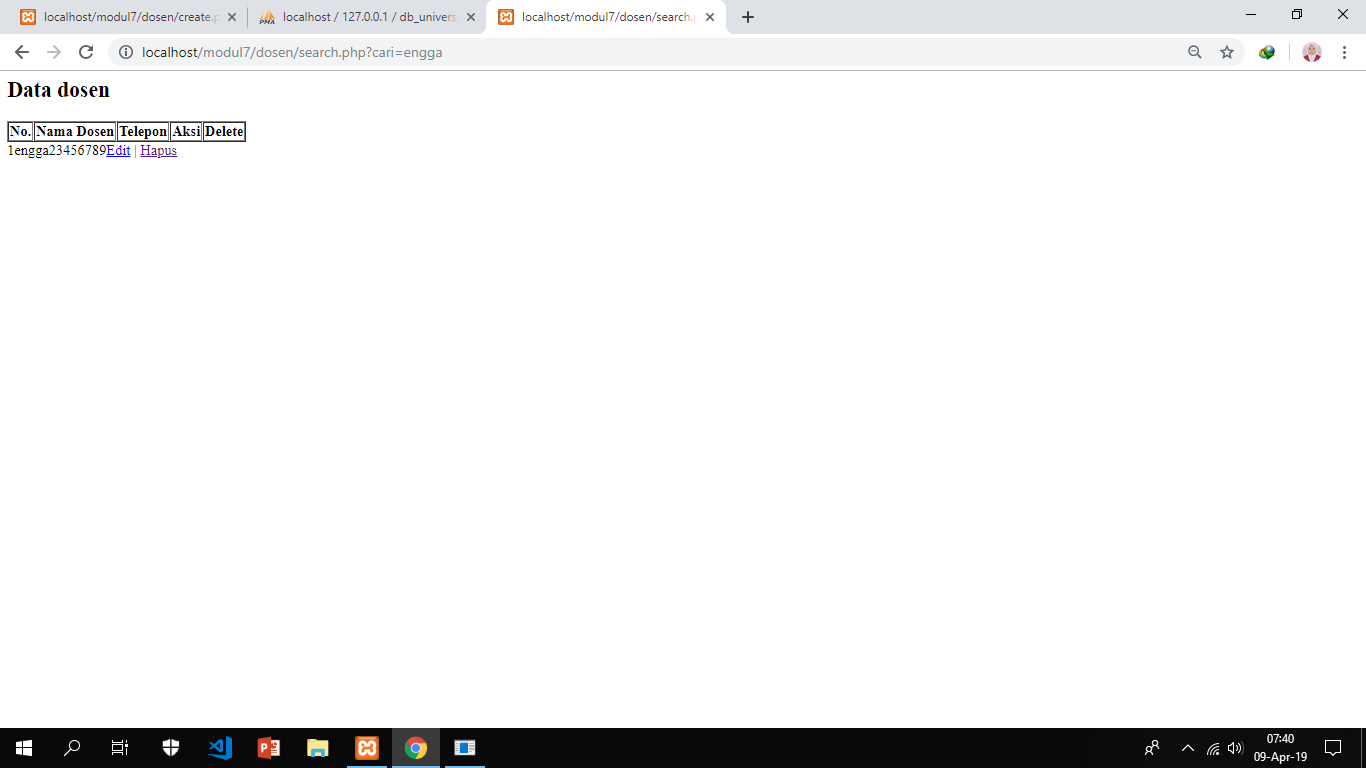 localhost/modul7/dosen/create.p
localhost / 127.0.0.1 / db_univers
localhost/modul7/dosen/search.p
localhost/modul7/dosen/search.php?cari=engga
Data dosen
No. Nama Dosen Telepon Aksi Delete
1engga23456789Edit | Hapus
07:40
09-Apr-19